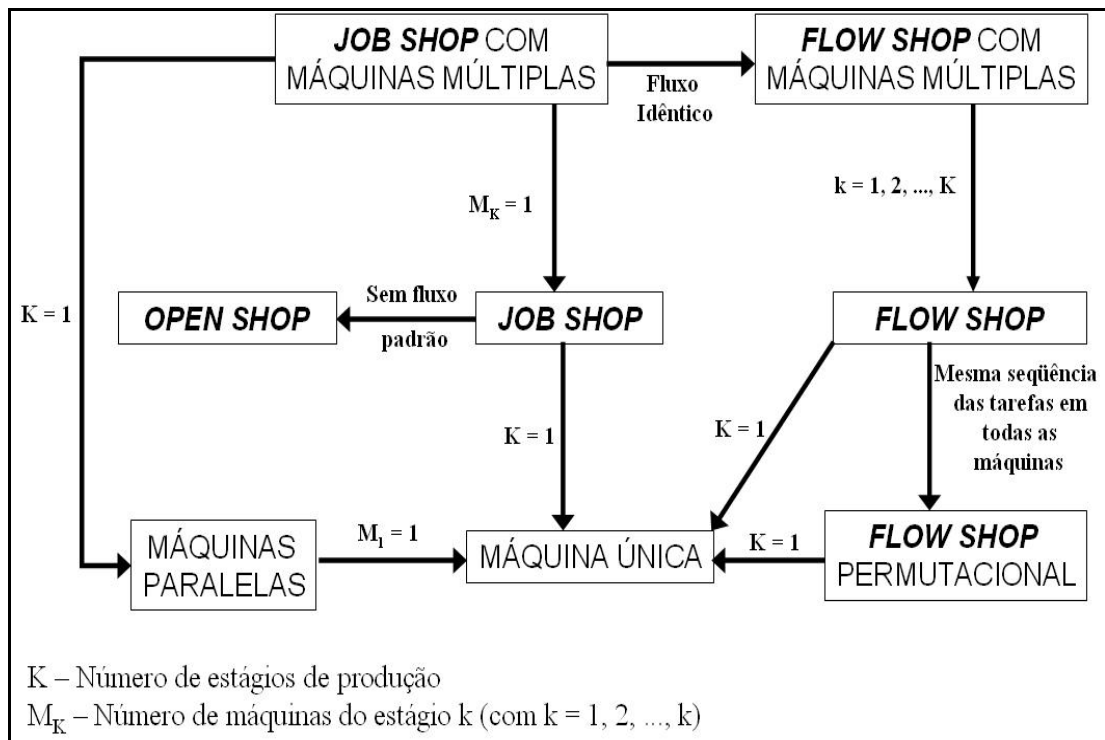 JOB SHOP COM
MÁQUINAS MÚLTIPLAS
FLOW SHOP COM
MÁQUINAS MÚLTIPLAS
Fluxo
Idêntico
k = 1, 2, ..., K
M_K = 1
K = 1
OPEN SHOP
Sem fluxo
padrão
JOB SHOP
FLOW SHOP
Mesma seqüência
das tarefas em
todas as
máquinas
K = 1
K = 1
MÁQUINAS
PARALELAS
M_1 = 1
MÁQUINA ÚNICA
K = 1
FLOW SHOP
PERMUTACIONAL
K – Número de estágios de produção
M_K – Número de máquinas do estágio k (com k = 1, 2, ..., k)